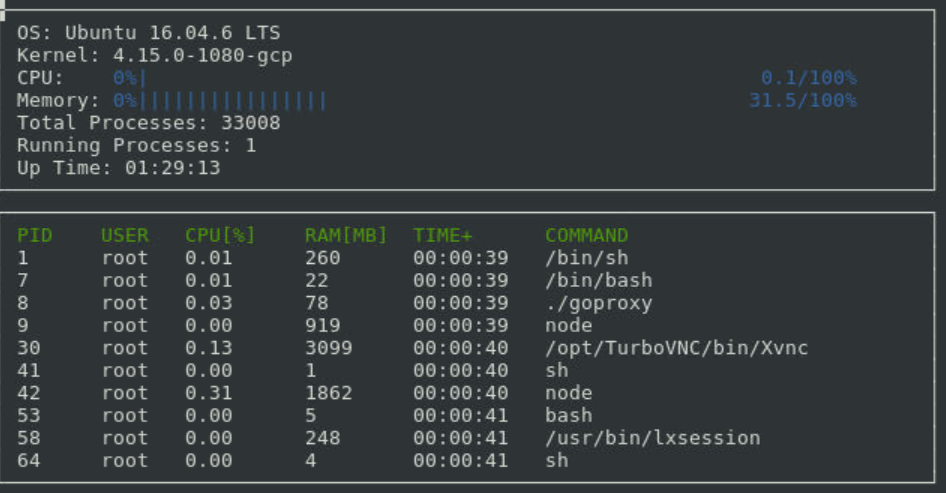 OS: Ubuntu 16.04.6 LTS
Kernel: 4.15.0-1080-gcp
CPU: 0%| 0.1/100%
Memory: 0%|||||||||||||||| 31.5/100%
Total Processes: 33008
Running Processes: 1
Up Time: 01:29:13
PID USER CPU[%] RAM[MB] TIME+ COMMAND
1 root 0.01 260 00:00:39 /bin/sh
7 root 0.01 22 00:00:39 /bin/bash
8 root 0.03 78 00:00:39 ./goproxy
9 root 0.00 919 00:00:39 node
30 root 0.13 3099 00:00:40 /opt/TurboVNC/bin/Xvnc
41 root 0.00 1 00:00:40 sh
42 root 0.31 1862 00:00:40 node
53 root 0.00 5 00:00:41 bash
58 root 0.00 248 00:00:41 /usr/bin/lxsession
64 root 0.00 4 00:00:41 sh